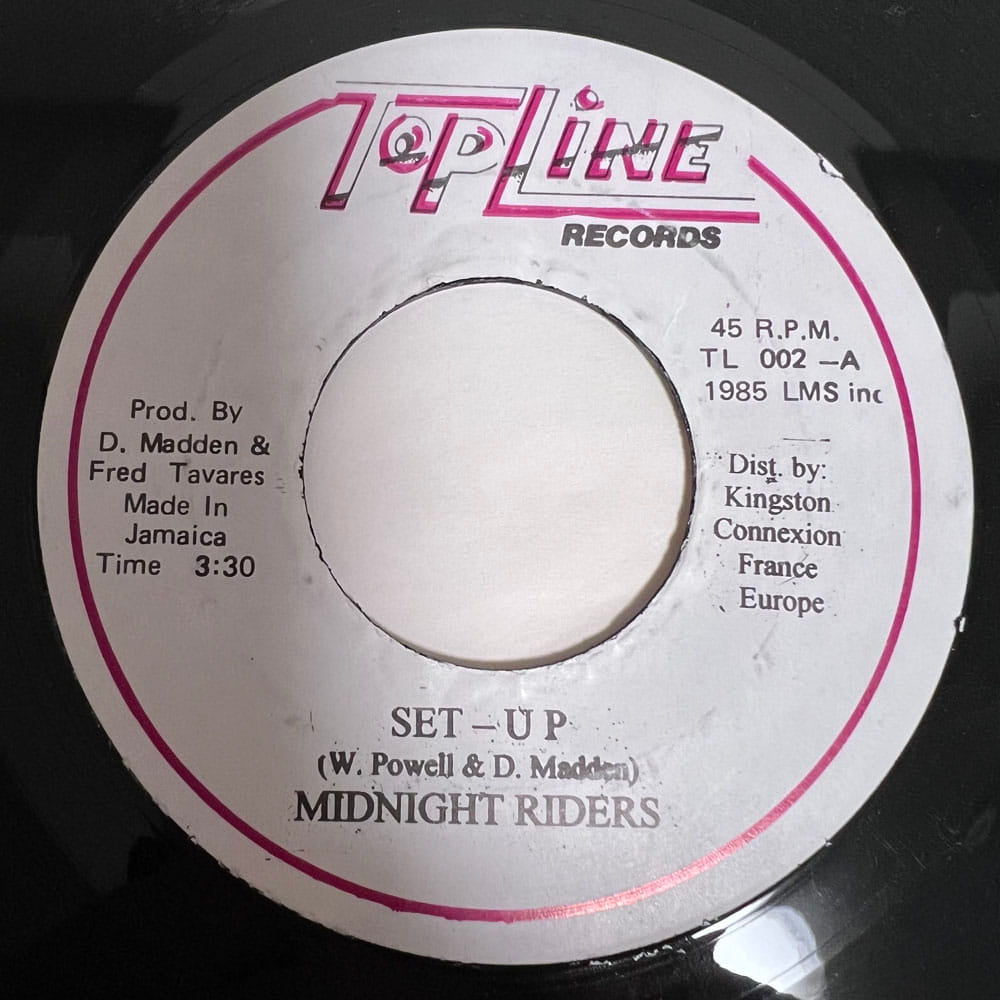 TOPLINE
RECORDS
45 R.P.M.
TL 002 –A
1985 LMS inc
Prod. By
D. Madden &
Fred Tavares
Made In
Jamaica
Time 3:30
Dist. by:
Kingston
Connexion
France
Europe
SET – UP
(W. Powell & D. Madden)
MIDNIGHT RIDERS